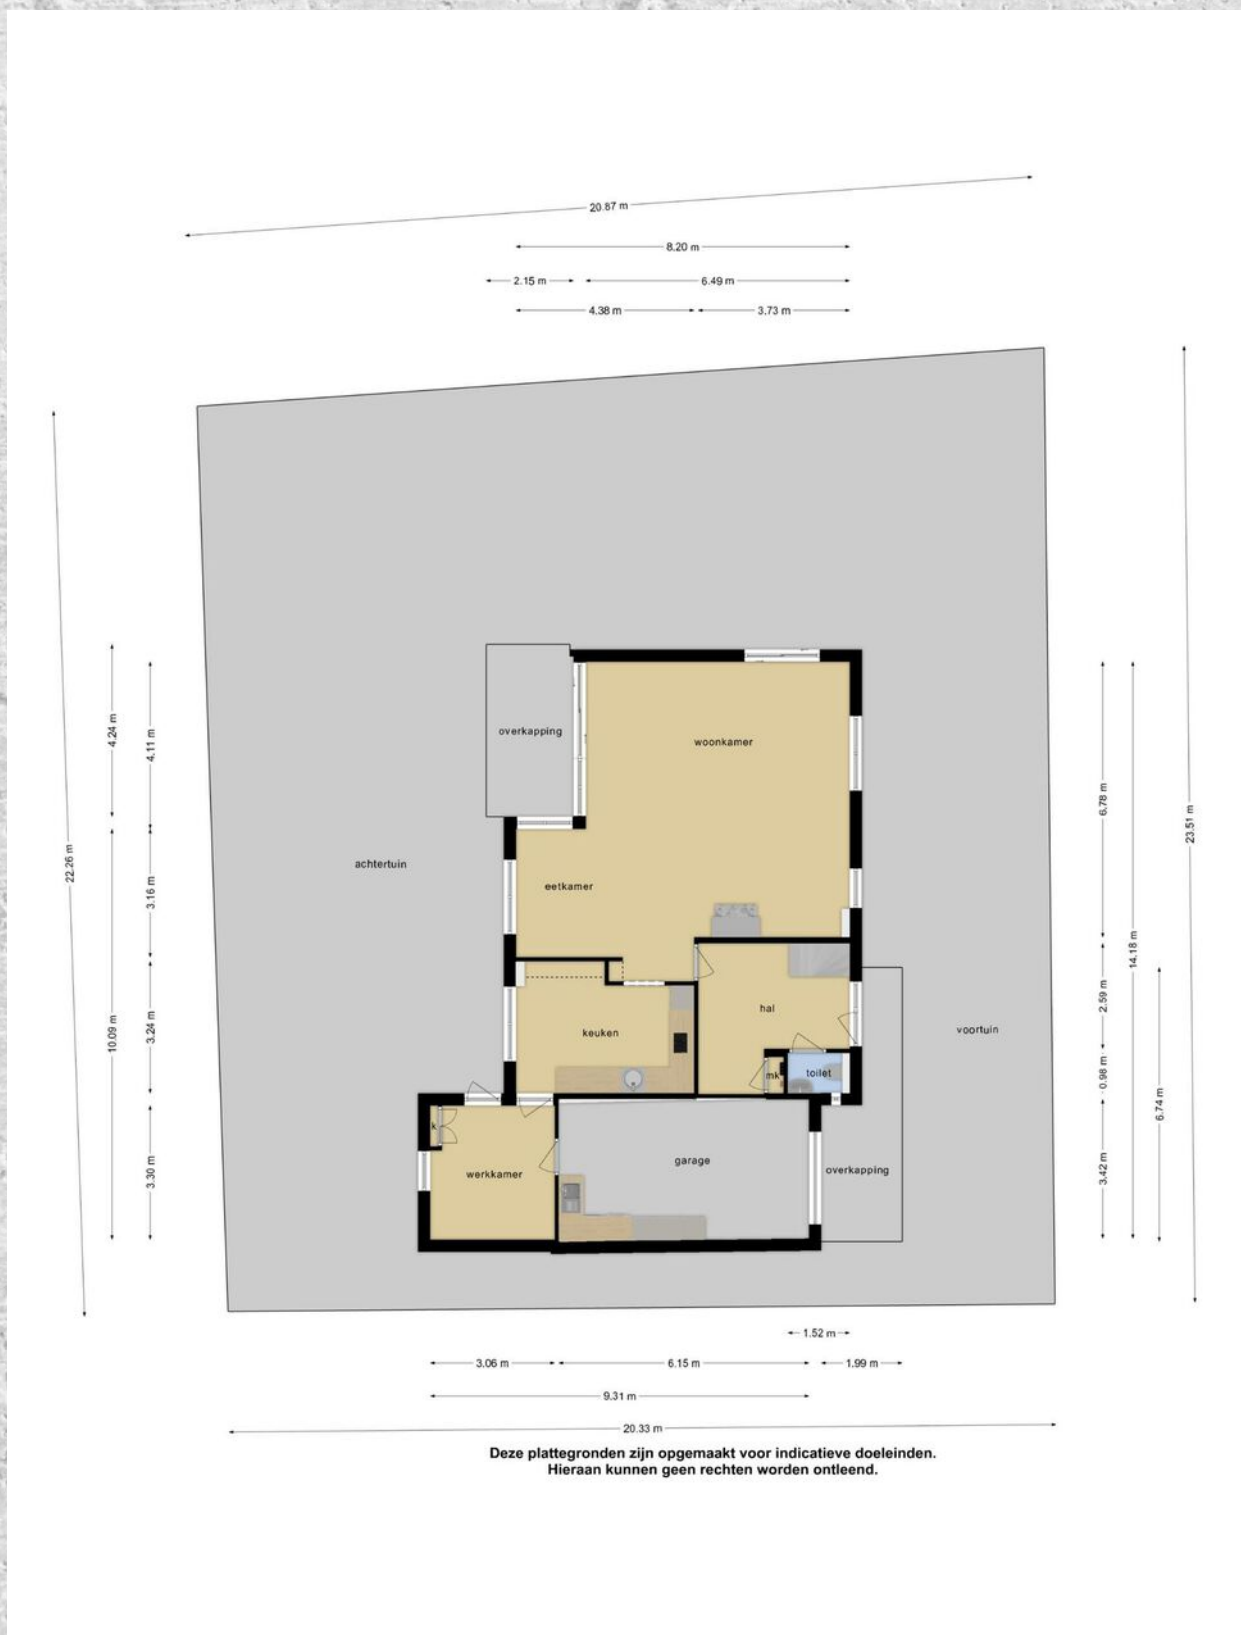 20.87 m
8.20 m
2.15 m
6.49 m
4.38 m
3.73 m
4.24 m
4.11 m
overkapping
woonkamer
6.78 m
23.51 m
22.26 m
achtertuin
3.16 m
eetkamer
14.18 m
10.09 m
3.24 m
keuken
hal
2.59 m
voortuin
mk
toilet
0.98 m
6.74 m
k
3.30 m
werkkamer
garage
overkapping
3.42 m
1.52 m
3.06 m
6.15 m
1.99 m
9.31 m
20.33 m
Deze plattegronden zijn opgemaakt voor indicatieve doeleinden.
Hieraan kunnen geen rechten worden ontleend.